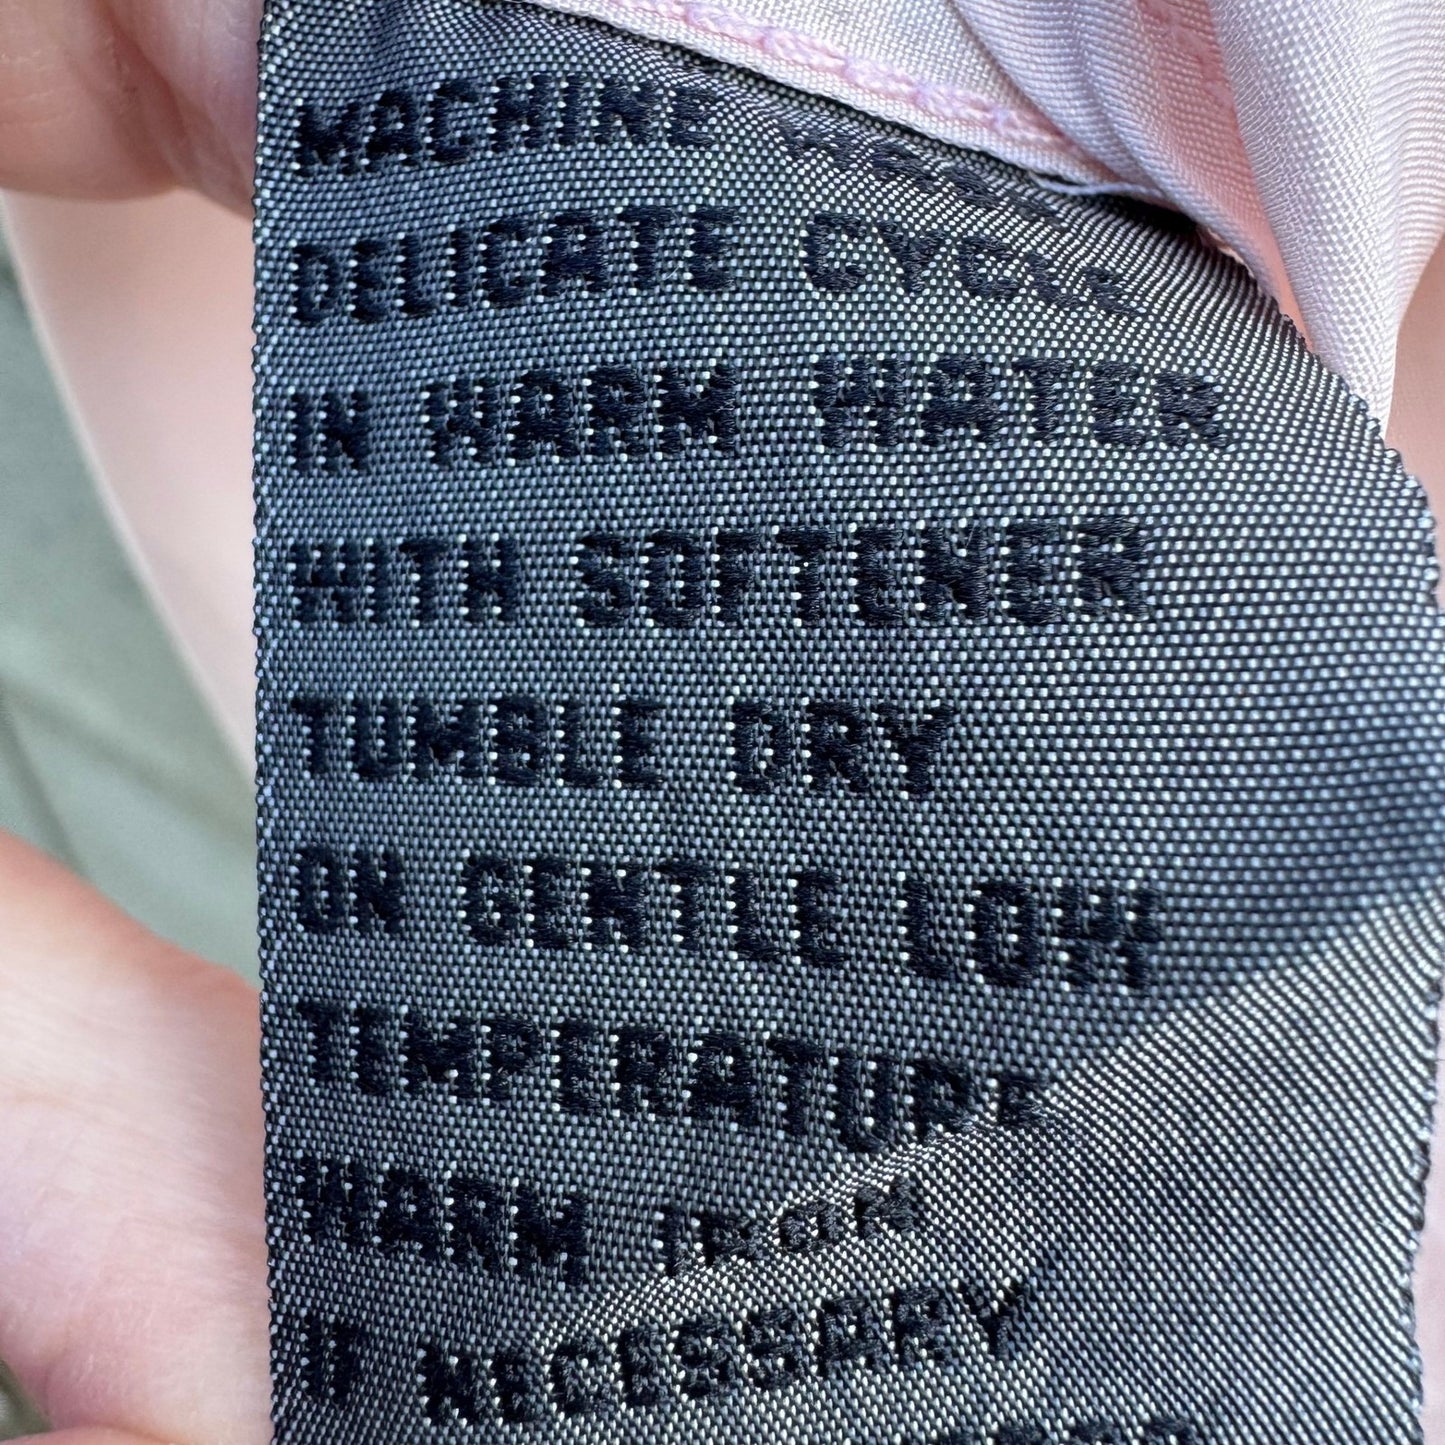 MACHINE WASH
DELICATE CYCLE
IN WARM WATER
WITH SOFTENER
TUMBLE DRY
ON GENTLE LOW
TEMPERATURE
WARM IRON
IF NECESSARY